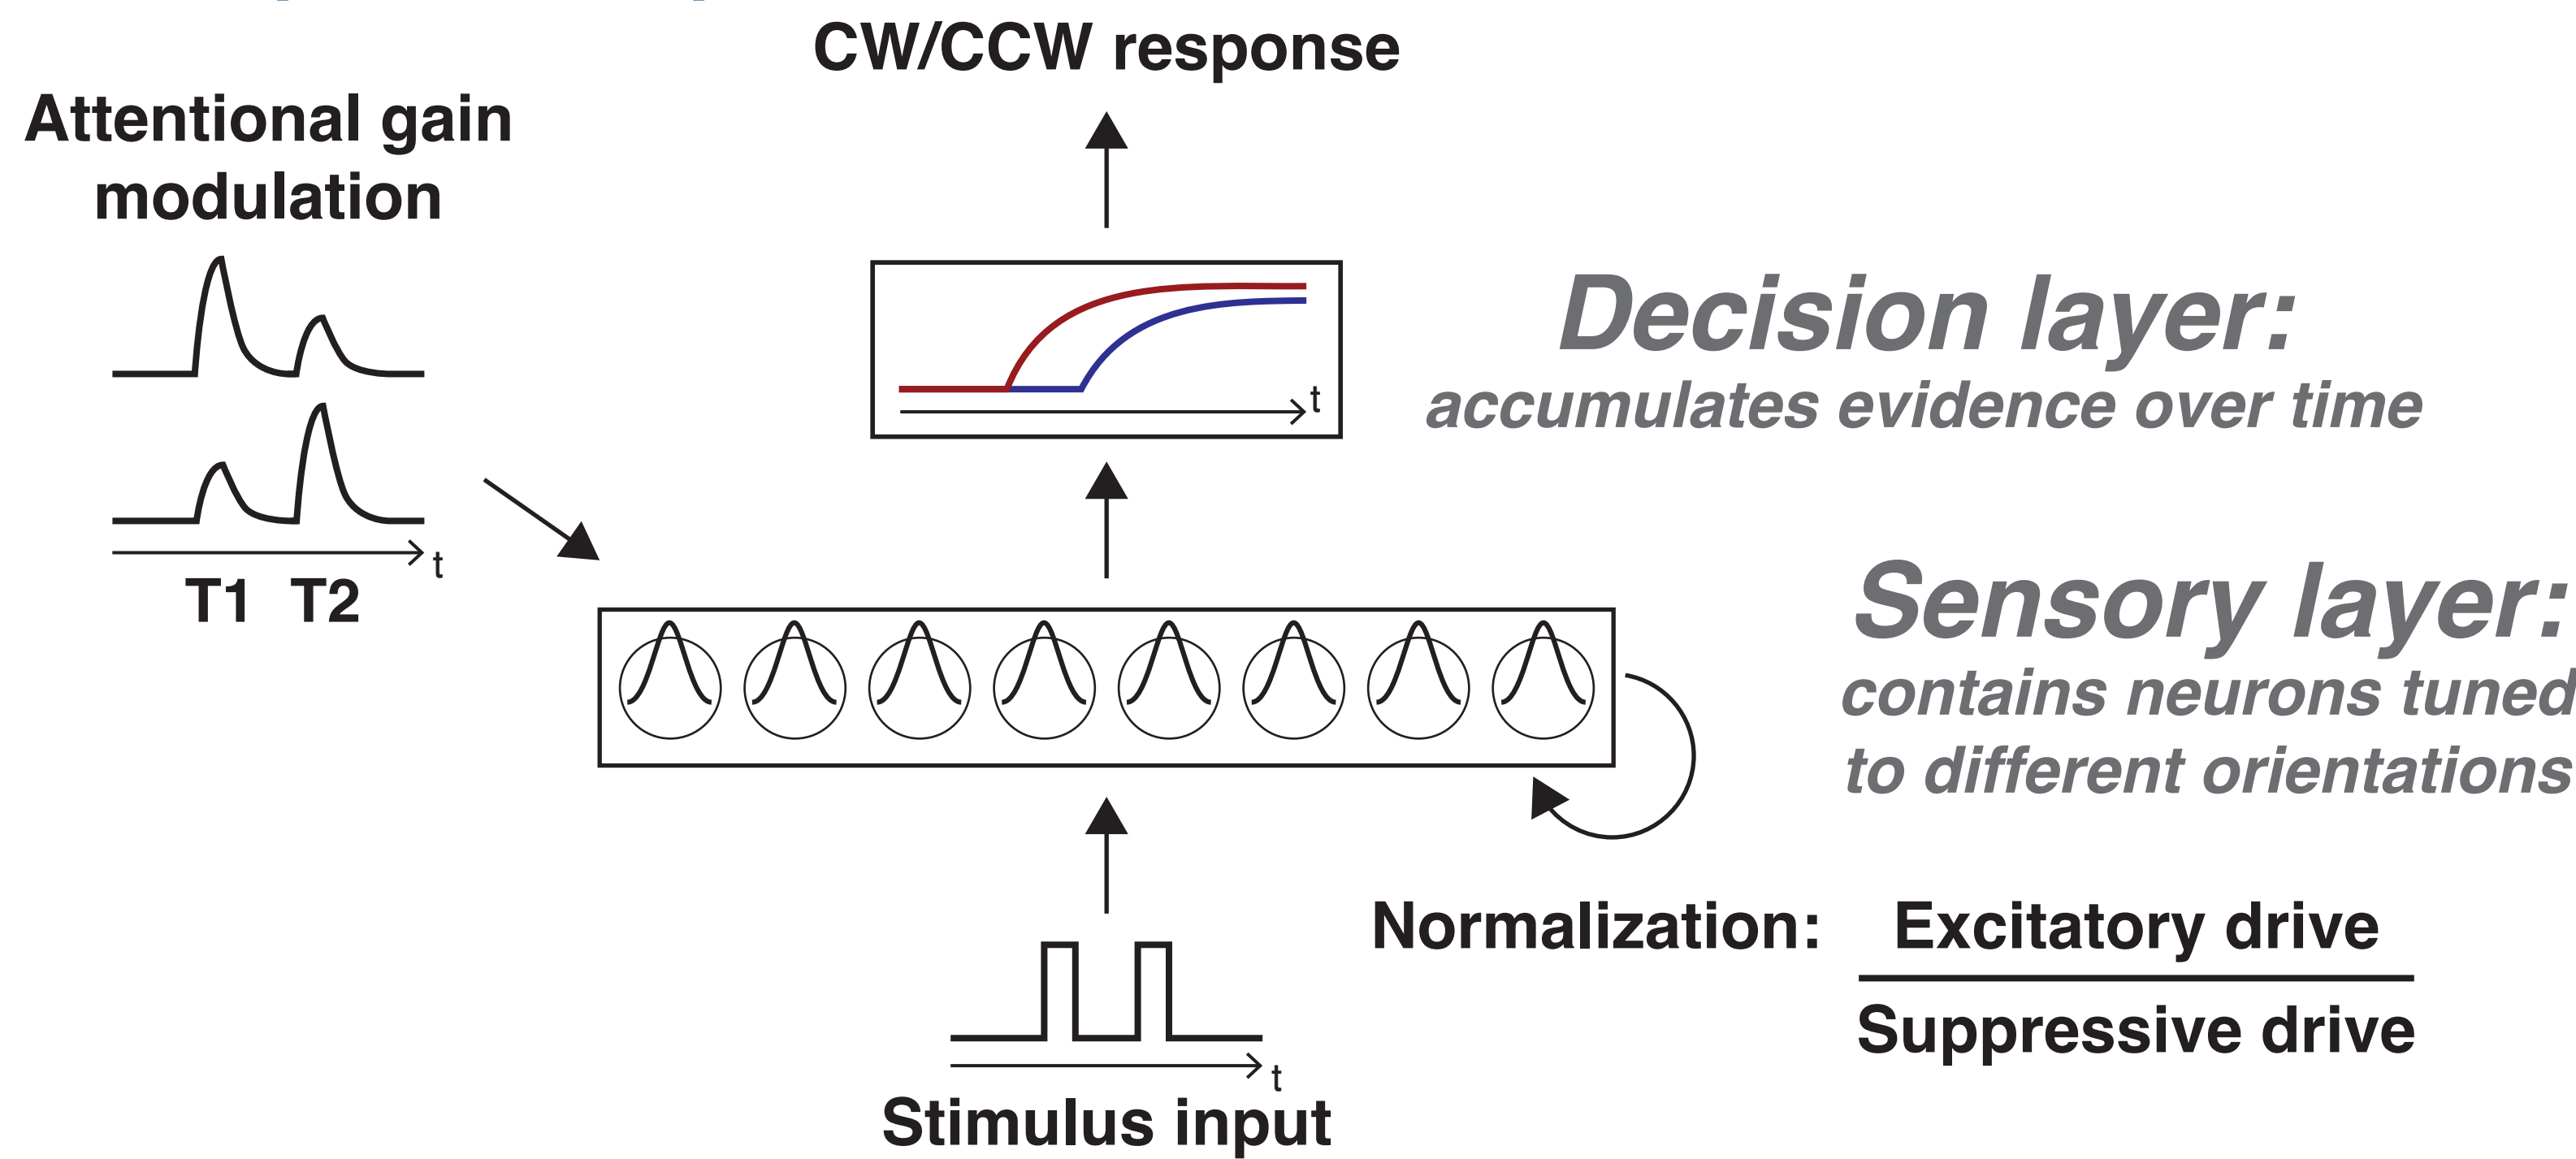 CW/CCW response
Attentional gain
modulation
t
T1 T2
t
Decision layer:
accumulates evidence over time
Sensory layer:
contains neurons tuned
to different orientations
Normalization: Excitatory drive
Suppressive drive
t
Stimulus input